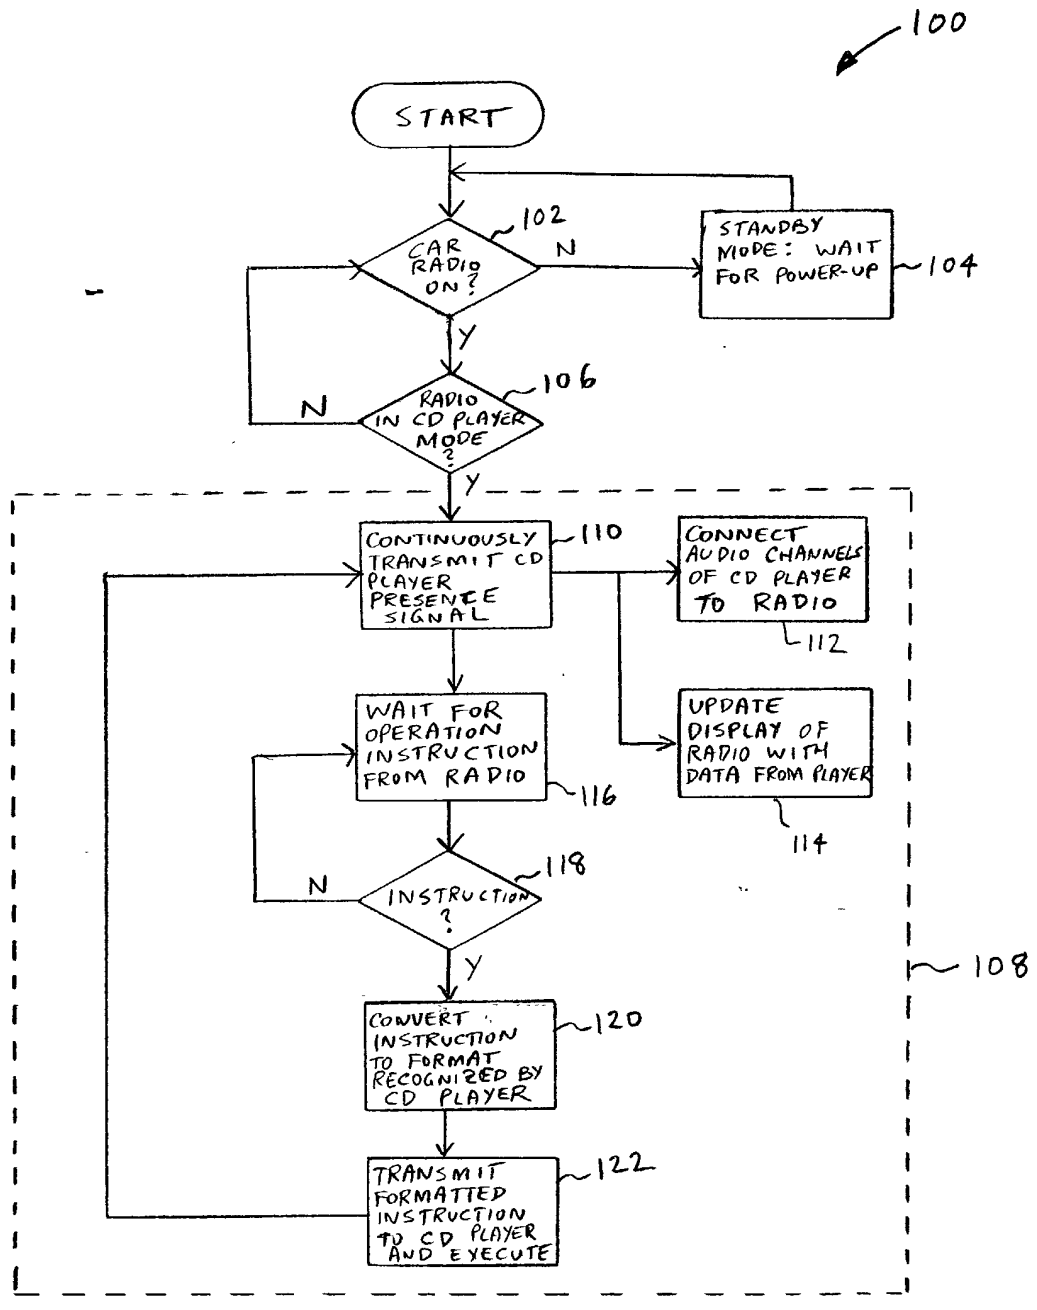 100
START
102
CAR
RADIO
ON?
N
STANDBY
MODE: WAIT
FOR POWER-UP
104
Y
106
RADIO
IN CD PLAYER
MODE
?
N
Y
110
CONTINUOUSLY
TRANSMIT CD
PLAYER
PRESENCE
SIGNAL
CONNECT
AUDIO CHANNELS
OF CD PLAYER
TO RADIO
112
WAIT FOR
OPERATION
INSTRUCTION
FROM RADIO
116
UPDATE
DISPLAY OF
RADIO WITH
DATA FROM PLAYER
114
118
INSTRUCTION
?
N
Y
108
CONVERT
INSTRUCTION
TO FORMAT
RECOGNIZED BY
CD PLAYER
120
TRANSMIT
FORMATTED
INSTRUCTION
TO CD PLAYER
AND EXECUTE
122